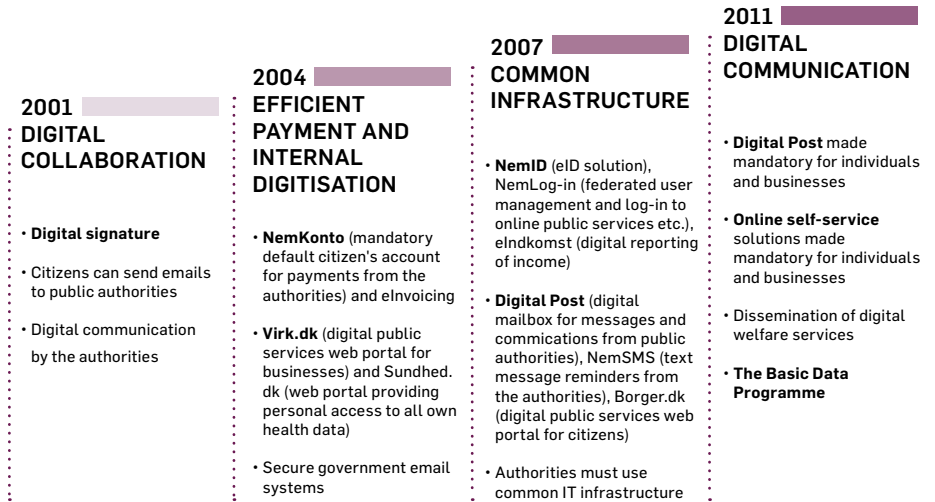 2001
DIGITAL
COLLABORATION
• Digital signature
• Citizens can send emails
to public authorities
• Digital communication
by the authorities
2004
EFFICIENT
PAYMENT AND
INTERNAL
DIGITISATION
• NemKonto (mandatory
default citizen's account
for payments from the
authorities) and eInvoicing
• Virk.dk (digital public
services web portal for
businesses) and Sundhed.
dk (web portal providing
personal access to all own
health data)
• Secure government email
systems
2007
COMMON
INFRASTRUCTURE
• NemID (eID solution),
NemLog-in (federated user
management and log-in to
online public services etc.),
eIndkomst (digital reporting
of income)
• Digital Post (digital
mailbox for messages and
commications from public
authorities), NemSMS (text
message reminders from
the authorities), Borger.dk
(digital public services web
portal for citizens)
• Authorities must use
common IT infrastructure
2011
DIGITAL
COMMUNICATION
• Digital Post made
mandatory for individuals
and businesses
• Online self-service
solutions made
mandatory for individuals
and businesses
• Dissemination of digital
welfare services
• The Basic Data
Programme